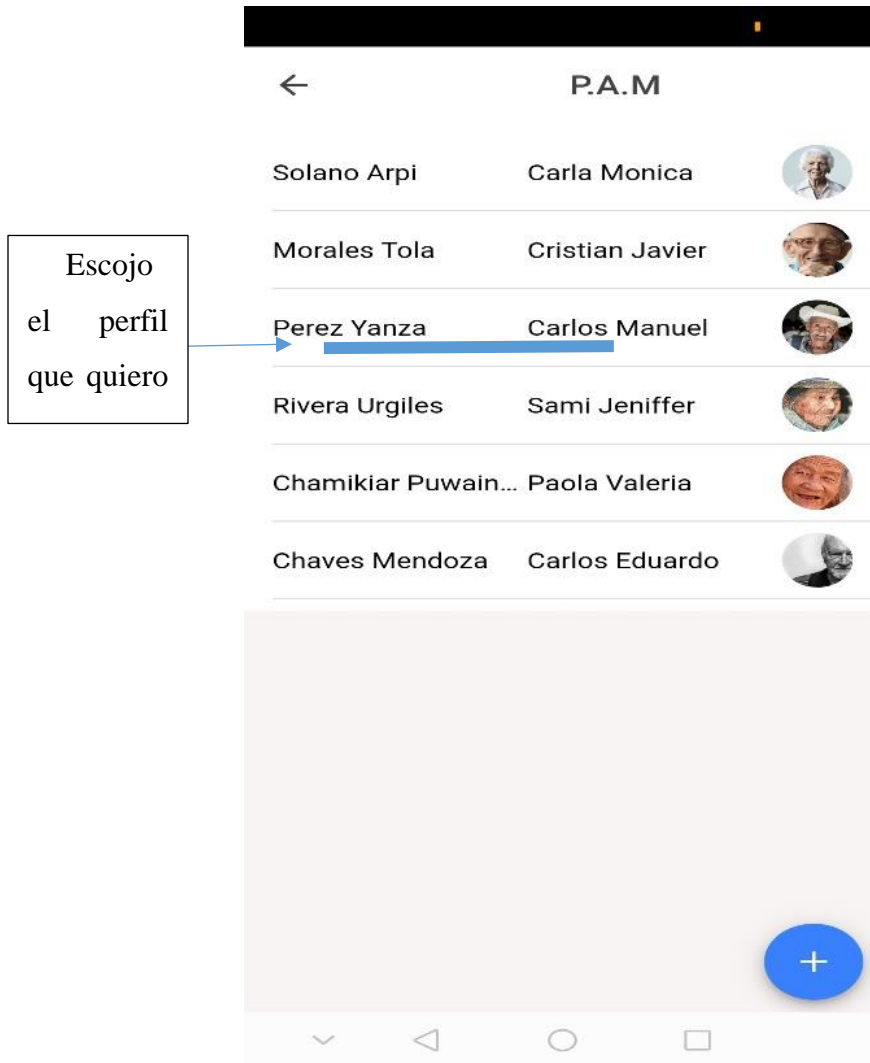 P.A.M
Solano Arpi Carla Monica
Morales Tola Cristian Javier
Escojo
el perfil
que quiero
Perez Yanza Carlos Manuel
Rivera Urgiles Sami Jeniffer
Chamikiar Puwain... Paola Valeria
Chaves Mendoza Carlos Eduardo
+